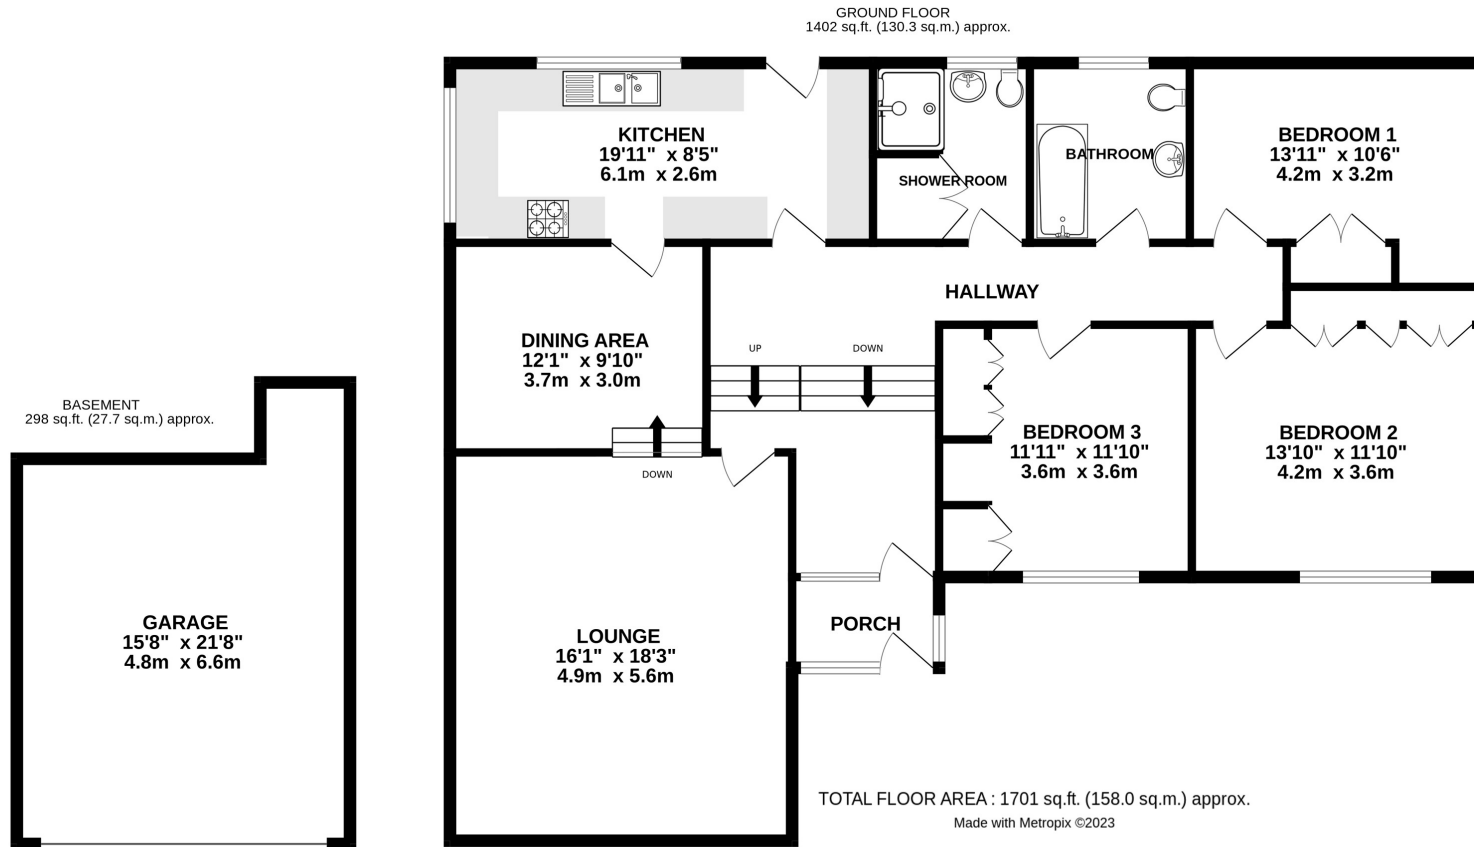 GROUND FLOOR
1402 sq.ft. (130.3 sq.m.) approx.
KITCHEN
19'11" x 8'5"
6.1m x 2.6m
SHOWER ROOM
BATHROOM
BEDROOM 1
13'11" x 10'6"
4.2m x 3.2m
HALLWAY
DINING AREA
12'1" x 9'10"
3.7m x 3.0m
UP
DOWN
BASEMENT
298 sq.ft. (27.7 sq.m.) approx.
BEDROOM 3
11'11" x 11'10"
3.6m x 3.6m
BEDROOM 2
13'10" x 11'10"
4.2m x 3.6m
DOWN
GARAGE
15'8" x 21'8"
4.8m x 6.6m
LOUNGE
16'1" x 18'3"
4.9m x 5.6m
PORCH
TOTAL FLOOR AREA : 1701 sq.ft. (158.0 sq.m.) approx.
Made with Metropix ©2023